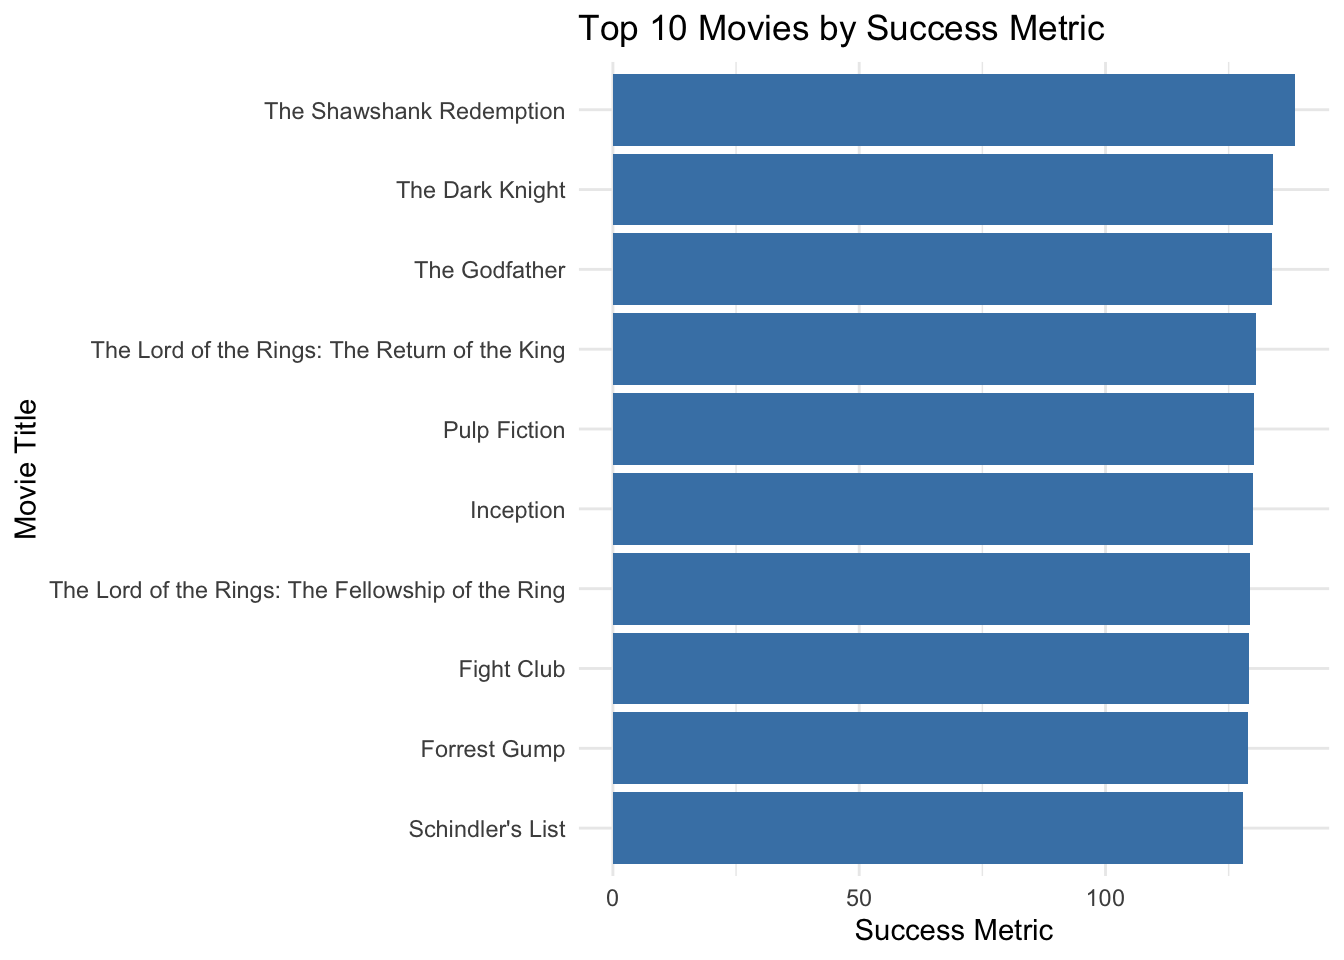 Top 10 Movies by Success Metric
The Shawshank Redemption
The Dark Knight
The Godfather
The Lord of the Rings: The Return of the King
Pulp Fiction
Inception
The Lord of the Rings: The Fellowship of the Ring
Fight Club
Forrest Gump
Schindler's List
Movie Title
0 50 100
Success Metric